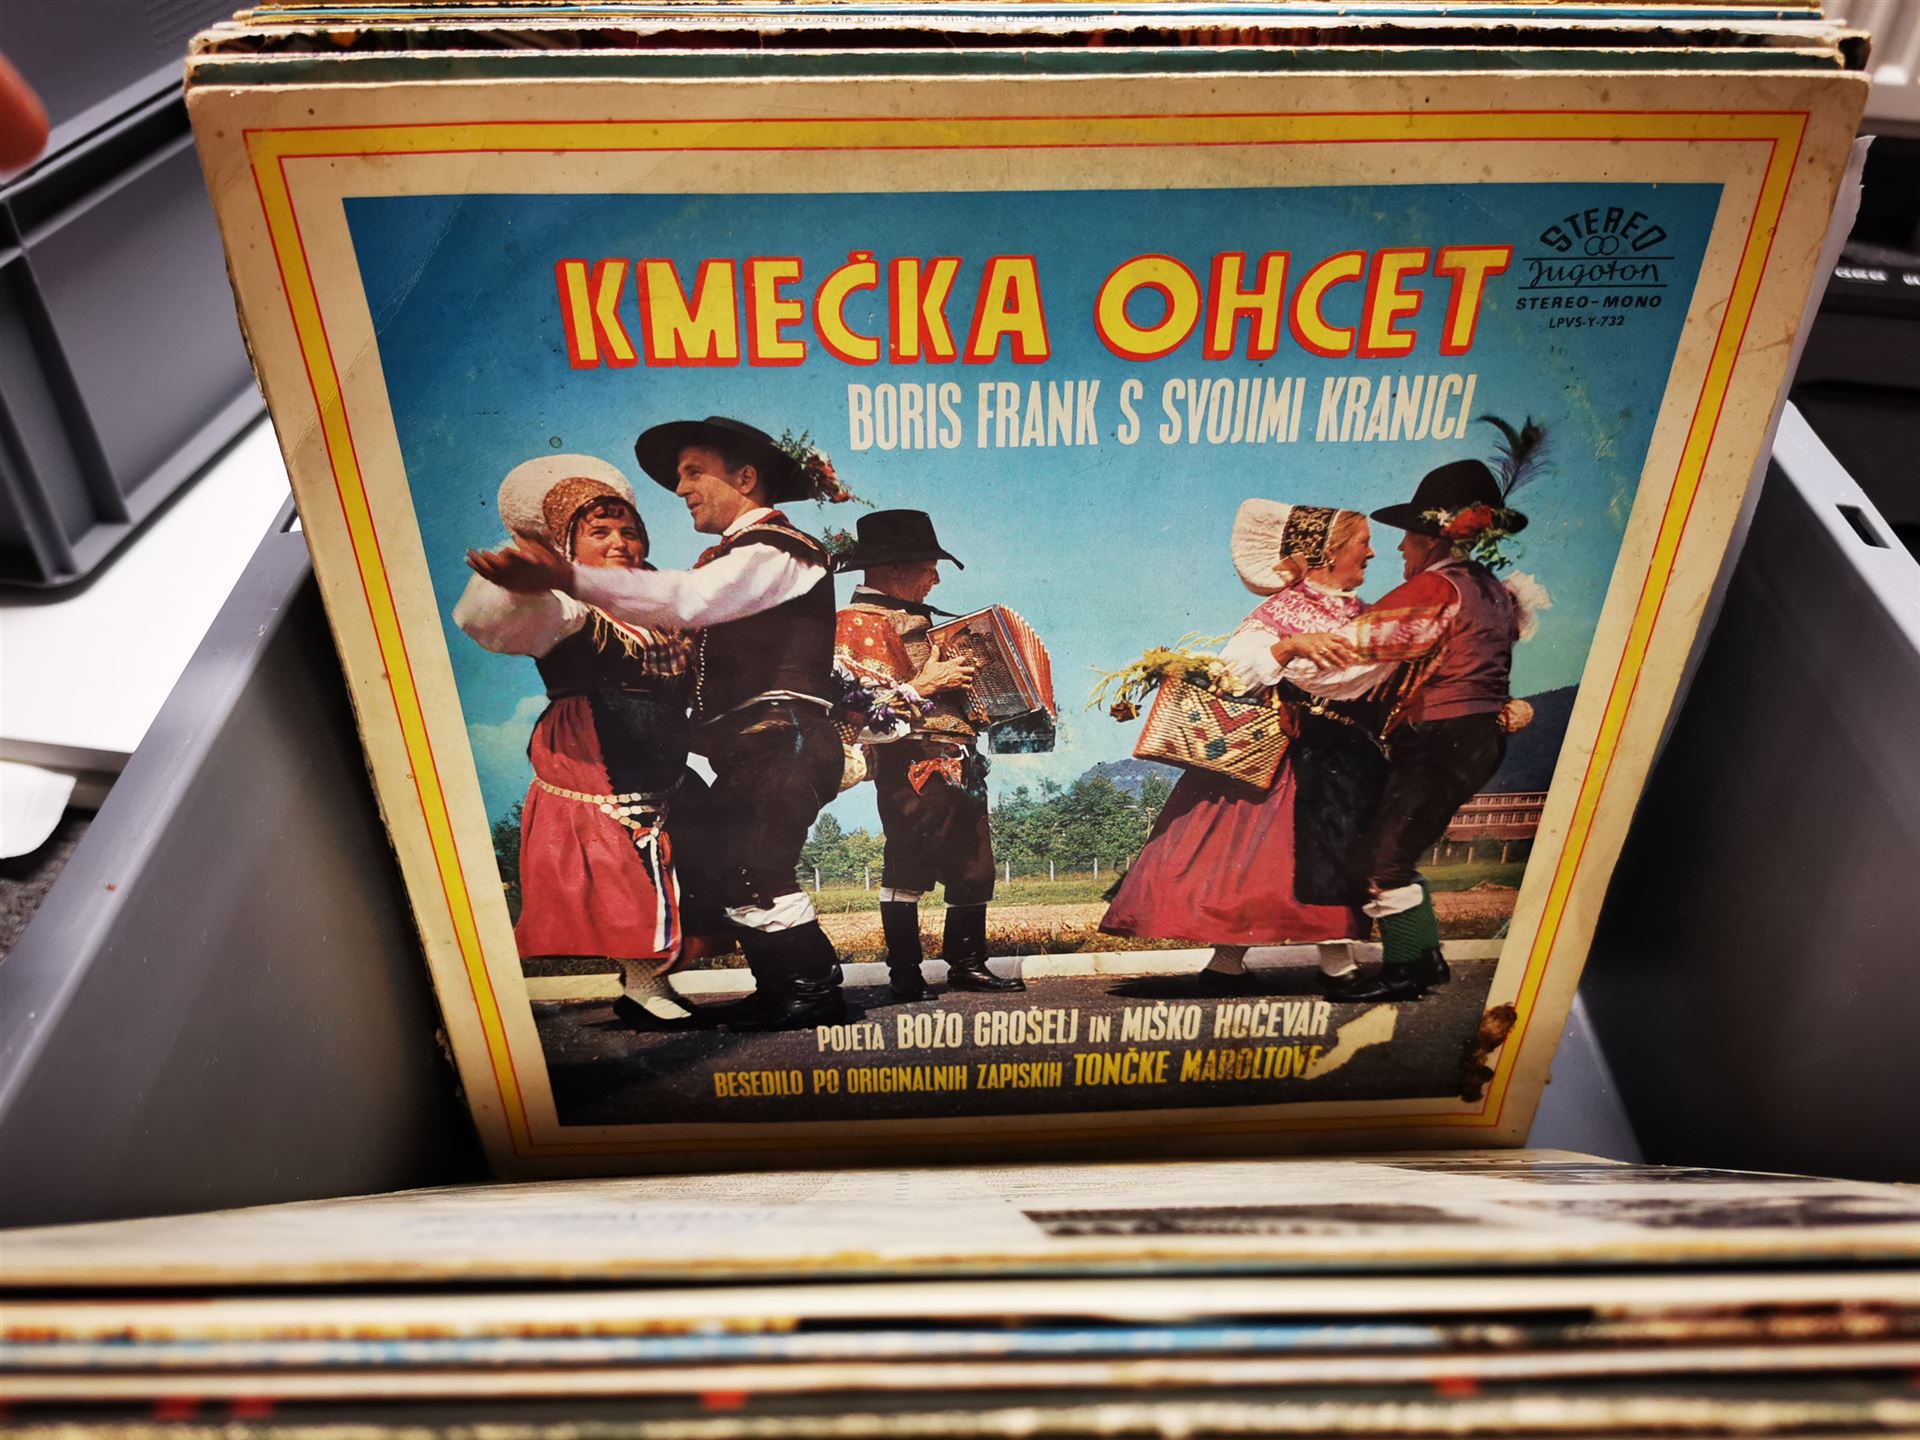 KMEČKA OHCET
STEREO
Jugoton
STEREO-MONO
LPVS-Y-732
BORIS FRANK S SVOJIMI KRANJCI
POJETA BOŽO GROŠELJ IN MIŠKO HOČEVAR
BESEDILO PO ORIGINALNIH ZAPISKIH TONČKE MAROLTOVE